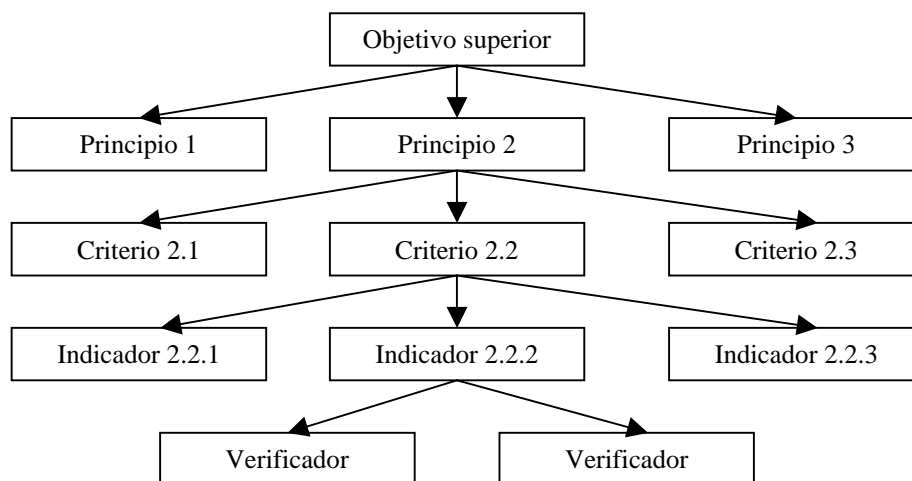 Objetivo superior
Principio 1
Principio 2
Principio 3
Criterio 2.1
Criterio 2.2
Criterio 2.3
Indicador 2.2.1
Indicador 2.2.2
Indicador 2.2.3
Verificador
Verificador